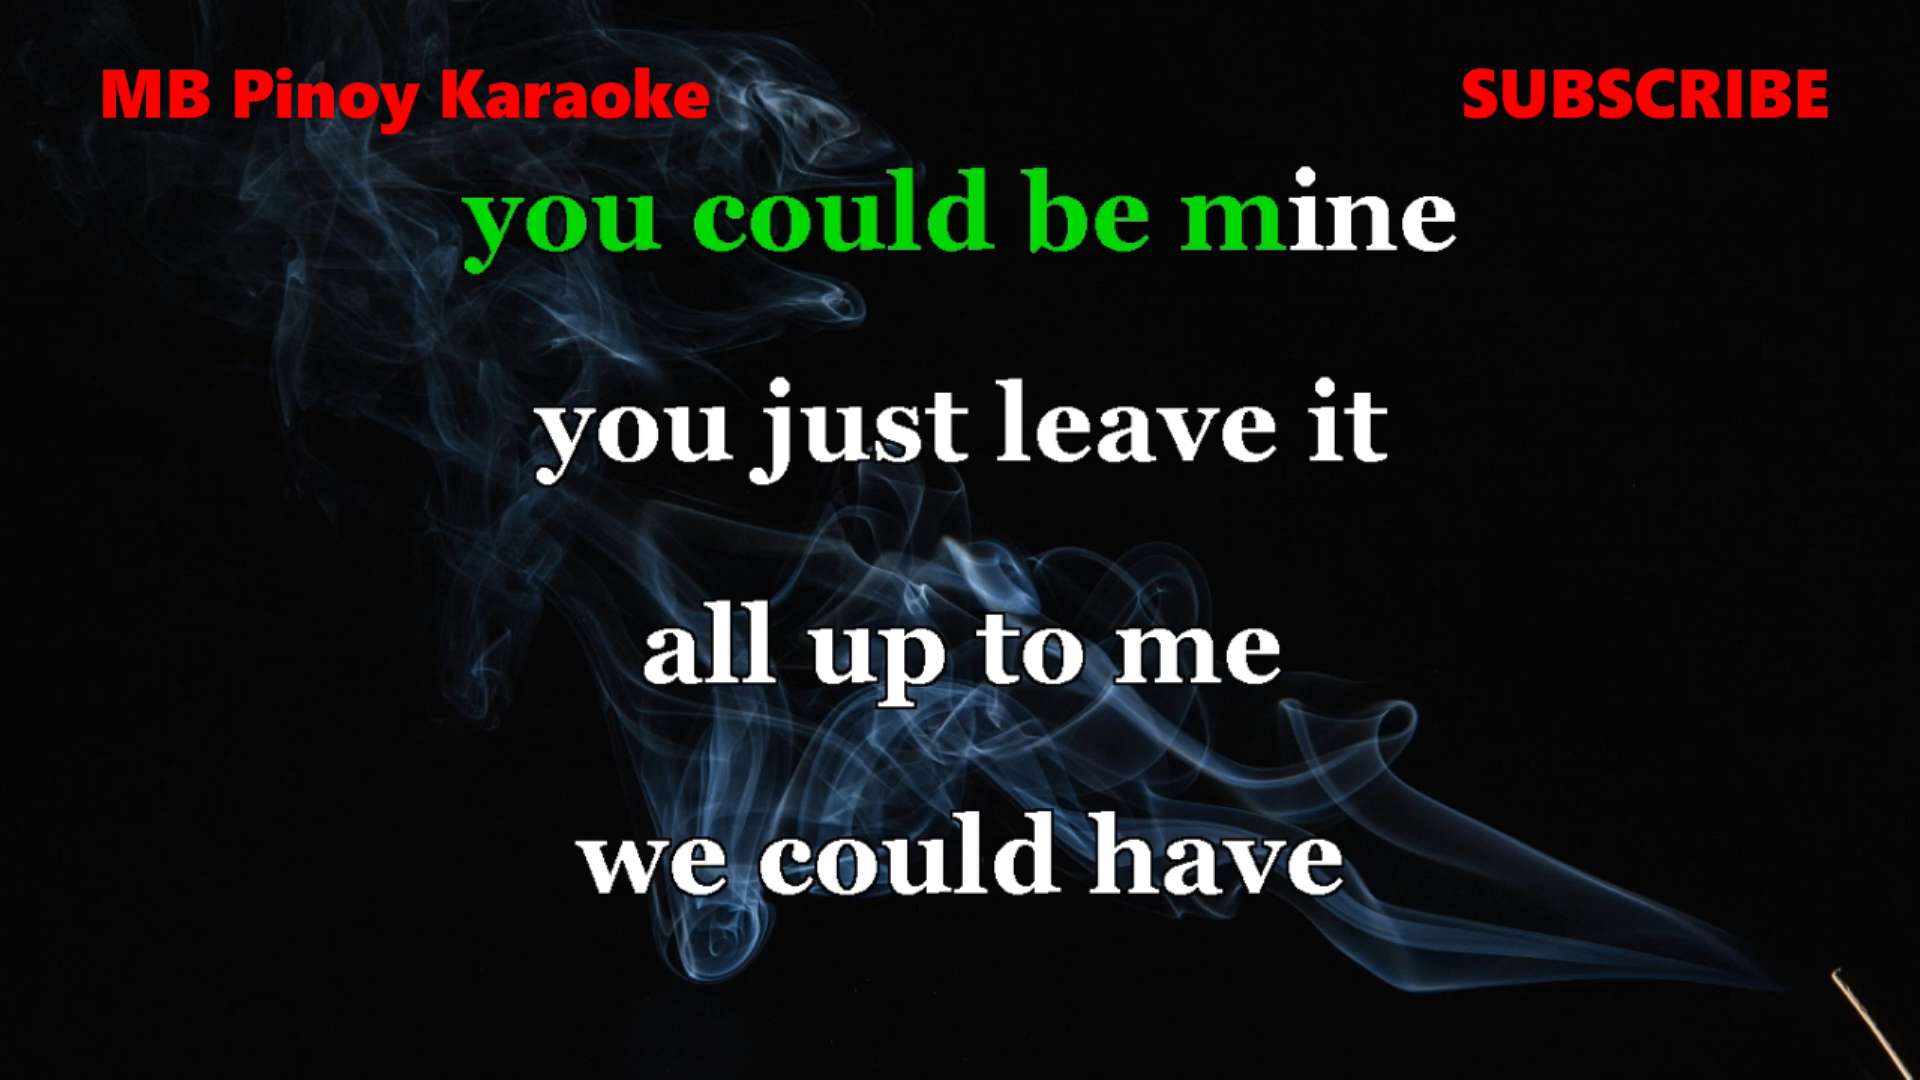 MB Pinoy Karaoke
SUBSCRIBE
you could be mine
you just leave it
all up to me
we could have